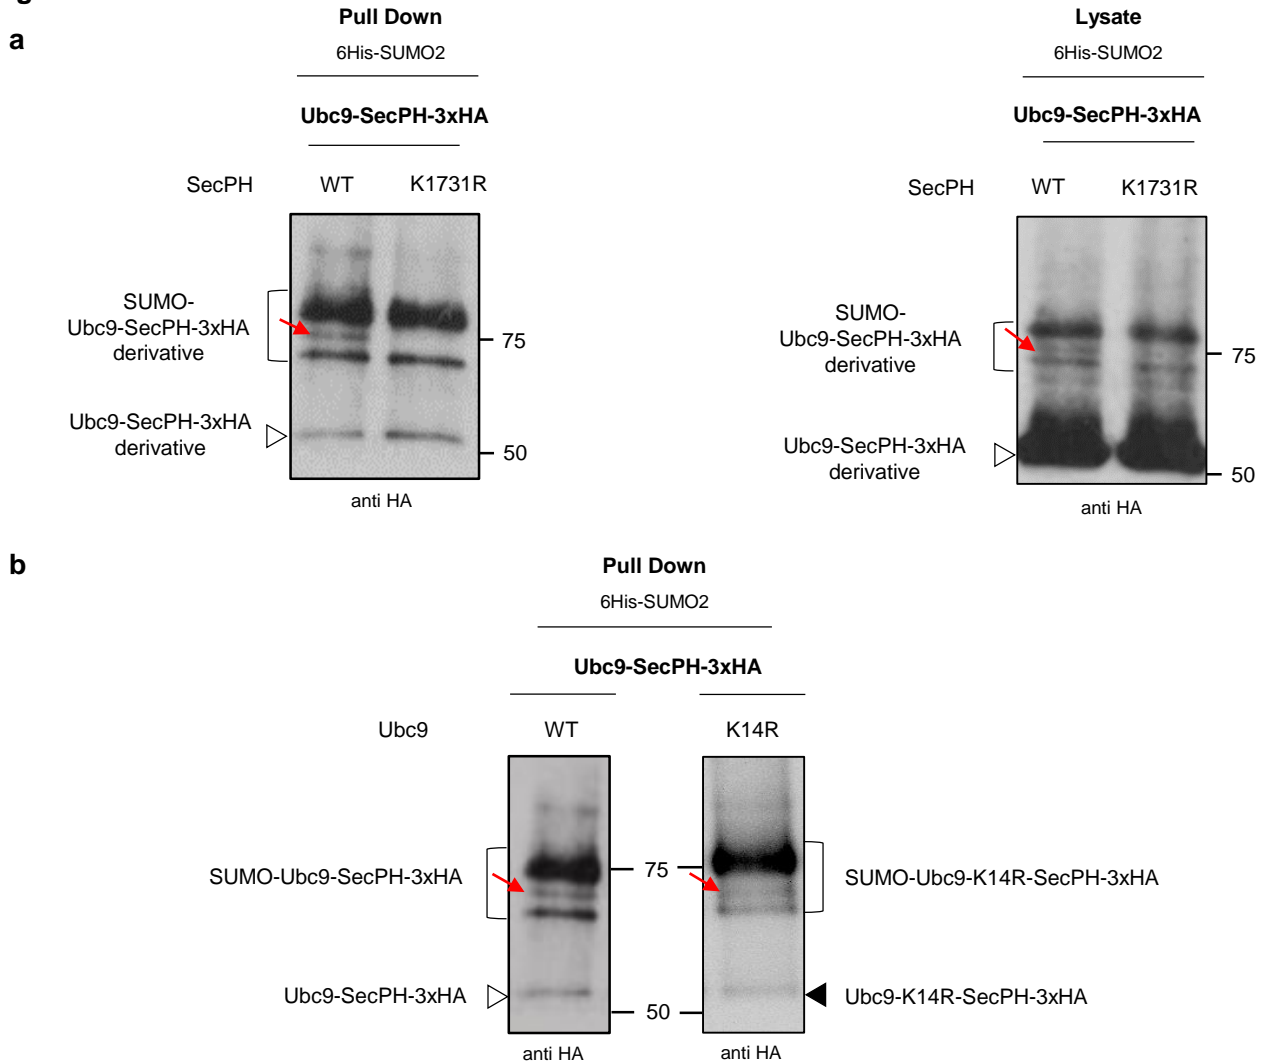 a
Pull Down
6His-SUMO2
Ubc9-SecPH-3xHA
SecPH WT K1731R
SUMO-
Ubc9-SecPH-3xHA
derivative
75
Ubc9-SecPH-3xHA
derivative
50
anti HA
Lysate
6His-SUMO2
Ubc9-SecPH-3xHA
SecPH WT K1731R
SUMO-
Ubc9-SecPH-3xHA
derivative
75
Ubc9-SecPH-3xHA
derivative
50
anti HA
b
Pull Down
6His-SUMO2
Ubc9-SecPH-3xHA
Ubc9 WT K14R
SUMO-Ubc9-SecPH-3xHA 75 SUMO-Ubc9-K14R-SecPH-3xHA
Ubc9-SecPH-3xHA 50 Ubc9-K14R-SecPH-3xHA
anti HA anti HA